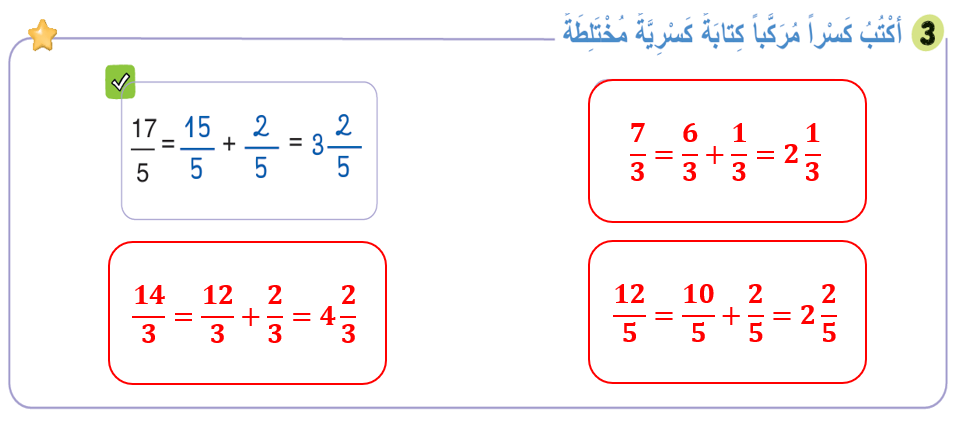 3 أَكْتُبُ كَسْراً مُرَكَّباً كِتابَةً كَسْرِيَّةً مُخْتَلِطَةً
7/3 = 6/3 + 1/3 = 2 1/3
17/5 = 15/5 + 2/5 = 3 2/5
12/5 = 10/5 + 2/5 = 2 2/5
14/3 = 12/3 + 2/3 = 4 2/3